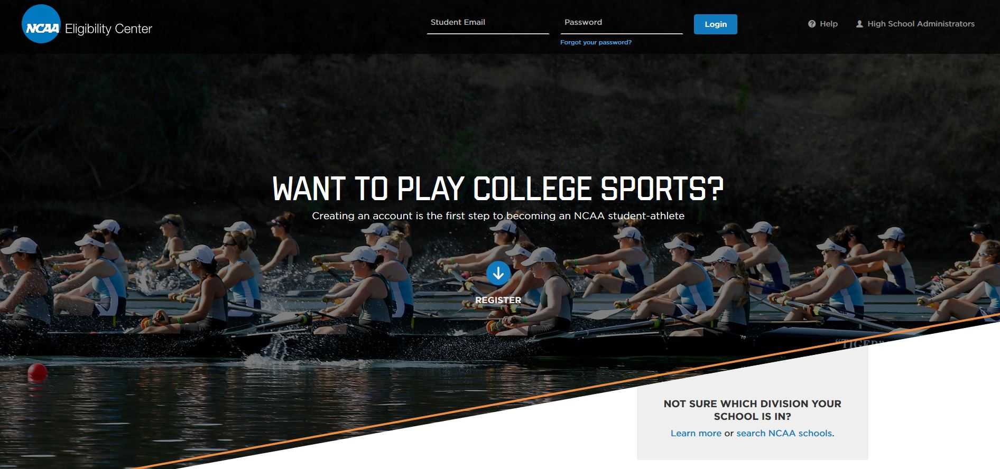 NCAA Eligibility Center
Student Email
Password
Login
Help
High School Administrators
Forgot your password?
WANT TO PLAY COLLEGE SPORTS?
Creating an account is the first step to becoming an NCAA student-athlete
REGISTER
"TIGER"
NOT SURE WHICH DIVISION YOUR
SCHOOL IS IN?
Learn more or search NCAA schools.